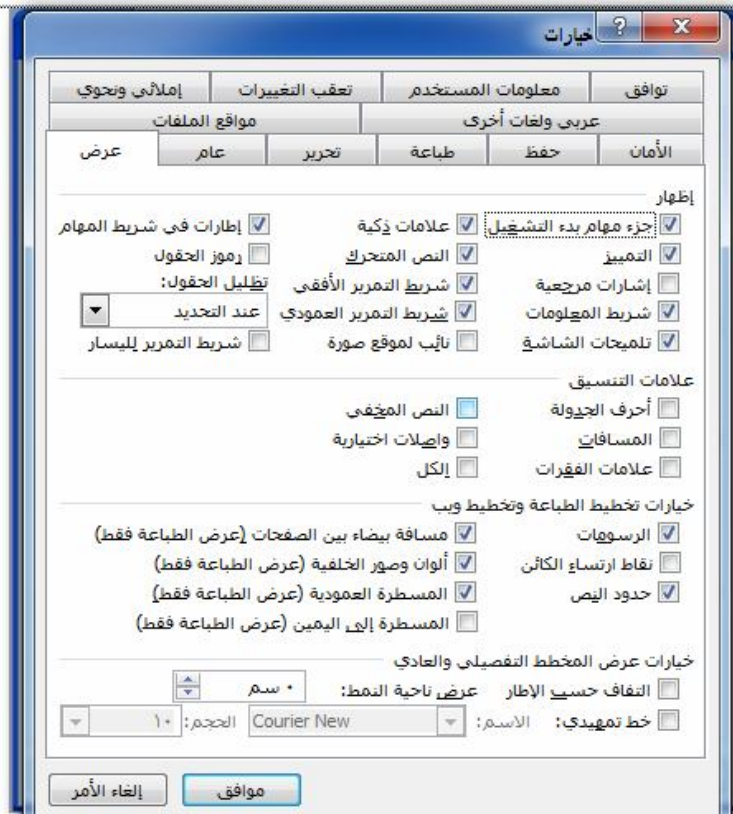 خيارات
توافق معلومات المستخدم تعقب التغييرات إملائي ونحوي
عربي ولغات أخرى مواقع الملفات
الأمان حفظ طباعة تحرير عام عرض
إظهار
جزء مهام بدء التشغيل علامات ذكية إطارات في شريط المهام
التمييز النص المتحرك رموز الحقول
إشارات مرجعية شريط التمرير الأفقي تظليل الحقول:
شريط المعلومات شريط التمرير العمودي عند التحديد
تلميحات الشاشة نائب لموقع صورة شريط التمرير لليسار
علامات التنسيق
أحرف الجدولة النص المخفي
المسافات واصلات اختيارية
علامات الفقرات الكل
خيارات تخطيط الطباعة وتخطيط ويب
الرسومات مسافة بيضاء بين الصفحات (عرض الطباعة فقط)
نقاط ارتساء الكائن ألوان وصور الخلفية (عرض الطباعة فقط)
حدود النص المسطرة العمودية (عرض الطباعة فقط)
المسطرة إلى اليمين (عرض الطباعة فقط)
خيارات عرض المخطط التفصيلي والعادي
التفاف حسب الإطار عرض ناحية النمط: ٠ سم
خط تمهيدي: الاسم: Courier New الحجم: ١٠
موافق إلغاء الأمر